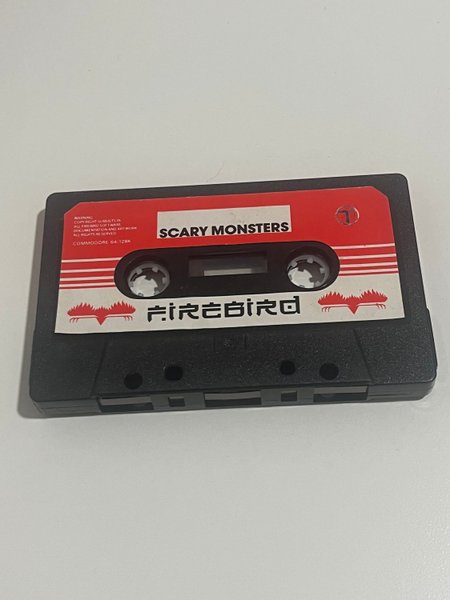 WARNING:
COPYRIGHT SUBSISTS IN
ALL FIREBIRD SOFTWARE
DOCUMENTATION AND ARTWORK
ALL RIGHTS RESERVED
COMMODORE 64/128K
SCARY MONSTERS
FIREBIRD